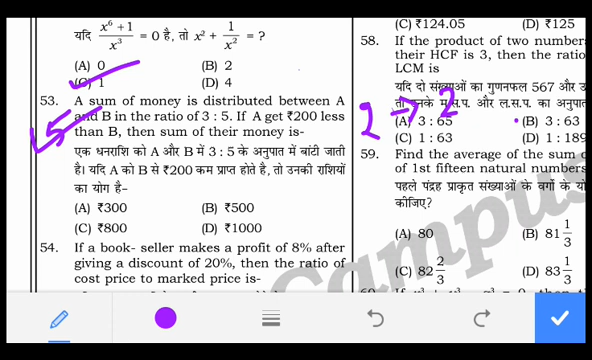 यदि x⁶ + 1 / x³ = 0 है, तो x² + 1/x² = ?
(A) 0 (B) 2
(C) 1 (D) 4
53. A sum of money is distributed between A
and B in the ratio of 3 : 5. If A get ₹200 less
than B, then sum of their money is-
एक धनराशि को A और B में 3 : 5 के अनुपात में बांटी जाती
है। यदि A को B से ₹200 कम प्राप्त होते है, तो उनकी राशियों
का योग है-
(A) ₹300 (B) ₹500
(C) ₹800 (D) ₹1000
54. If a book- seller makes a profit of 8% after
giving a discount of 20%, then the ratio of
cost price to marked price is-
(C) ₹124.05 (D) ₹125
58. If the product of two number
their HCF is 3, then the ratio
LCM is
यदि दो संख्याओं का गुणनफल 567 और उ
म.स.प. और ल.स.प. का अनुपात
(A) 3 : 65 (B) 3 : 63
(C) 1 : 63 (D) 1 : 189
59. Find the average of the sum o
of 1st fifteen natural numbers
पहले पंद्रह प्राकृत संख्याओं के वर्गों के यो
कीजिए?
(A) 80 (B) 81 1/3
(C) 82 2/3 (D) 83 1/3
60. If
5
2 → 2
Campus